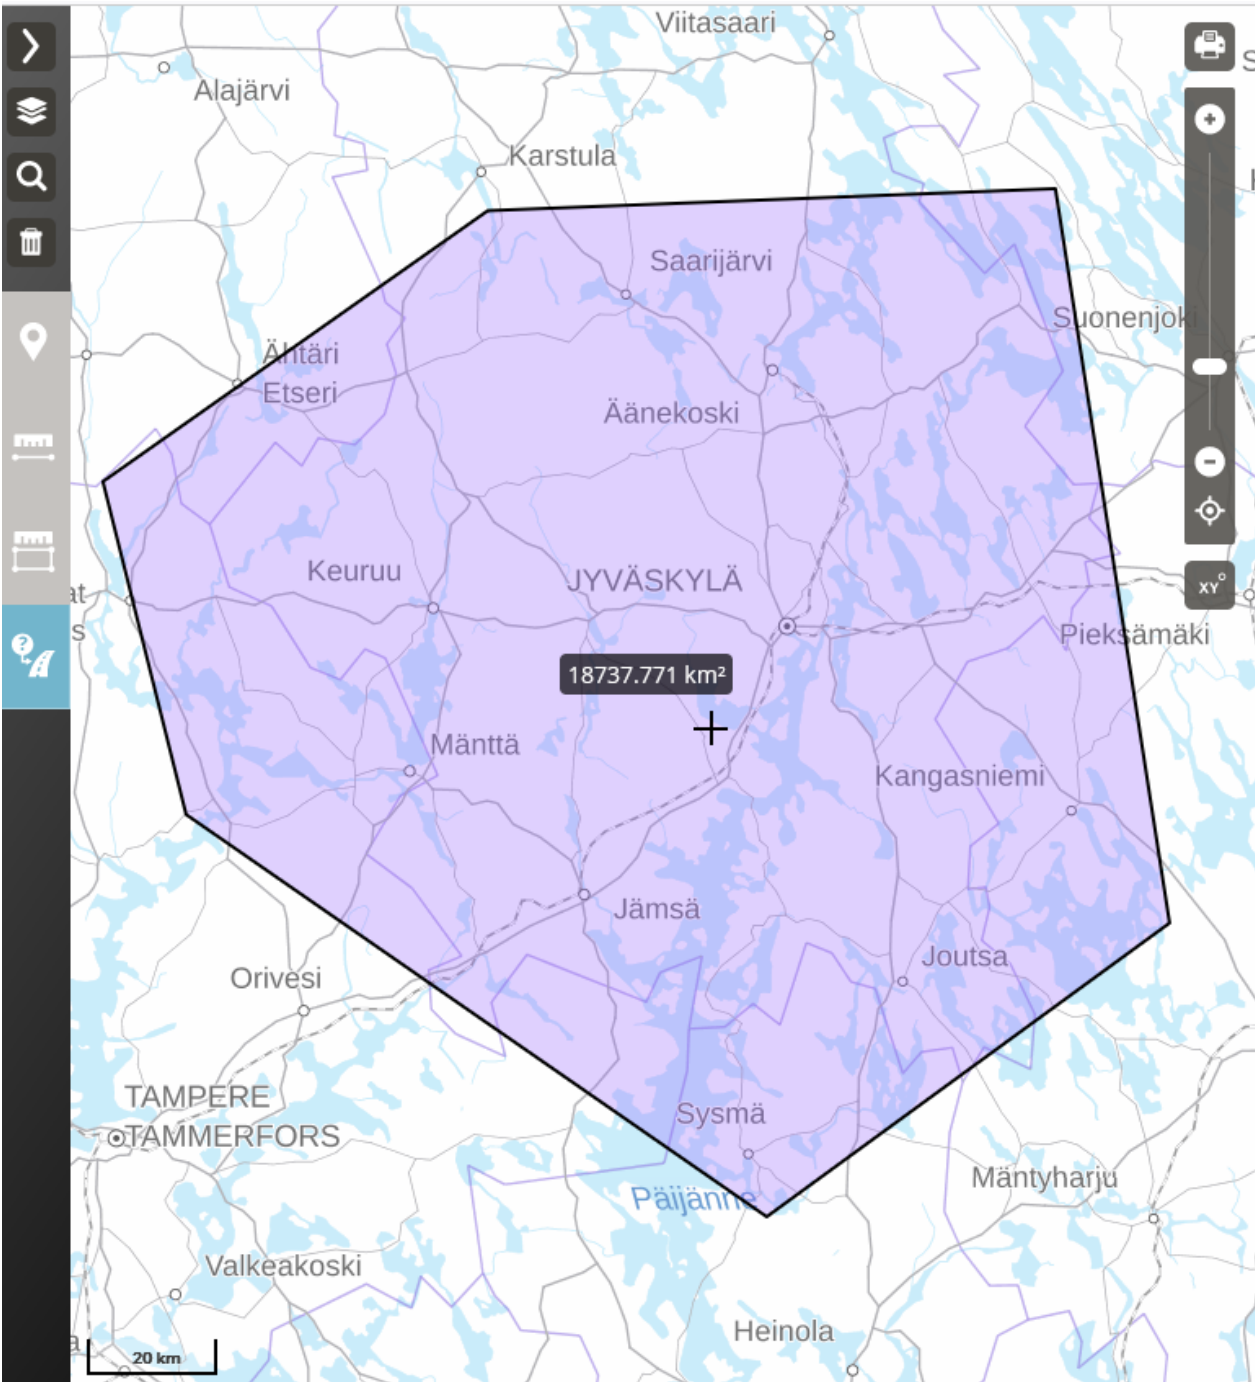 Viitasaari
S
Alajärvi
Karstula
Saarijärvi
Suonenjoki
Ähtäri
Etseri
Äänekoski
Keuruu
JYVÄSKYLÄ
XY°
at
s
Pieksämäki
18737.771 km²
Mänttä
Kangasniemi
Jämsä
Joutsa
Orivesi
TAMPERE
TAMMERFORS
Sysmä
Mäntyharju
Päijänne
Valkeakoski
Heinola
a
20 km